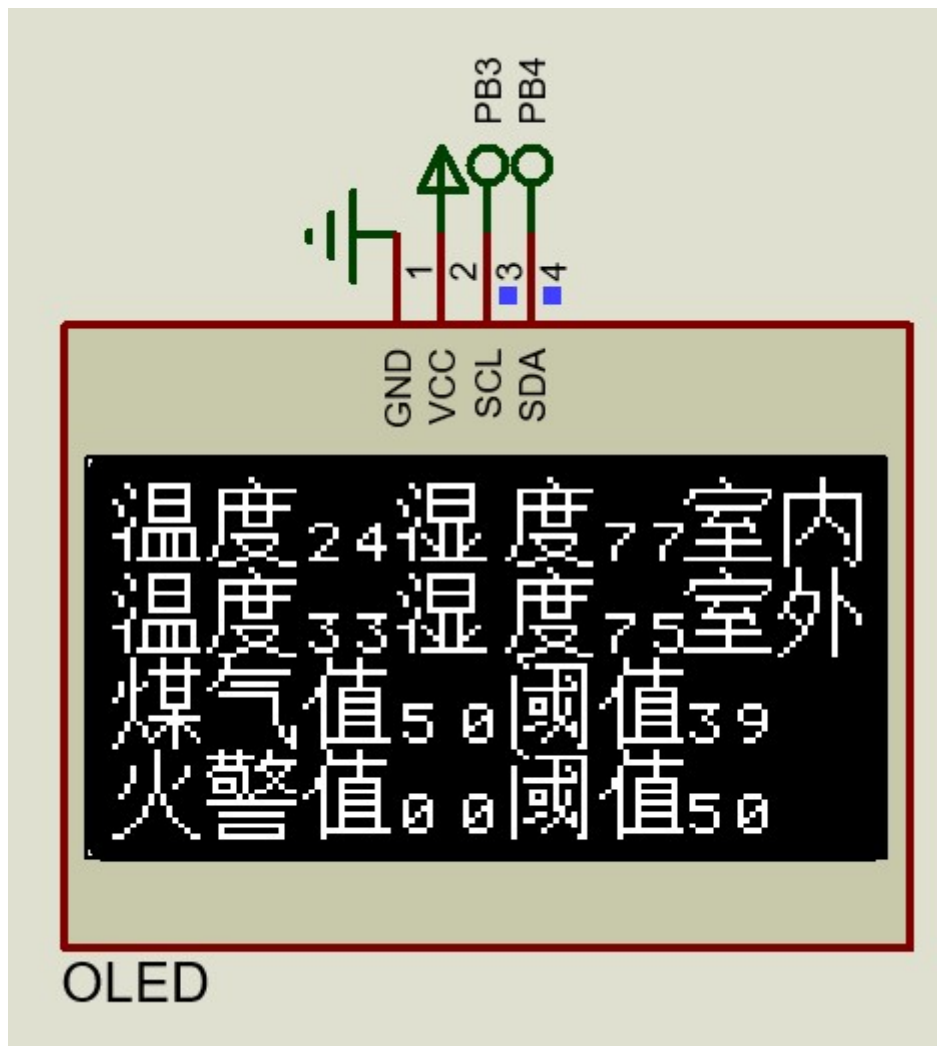 PB3 PB4
1 2 3 4
GND VCC SCL SDA
温度24湿度77室内
温度33湿度75室外
煤气值50阈值39
火警值00阈值50
OLED